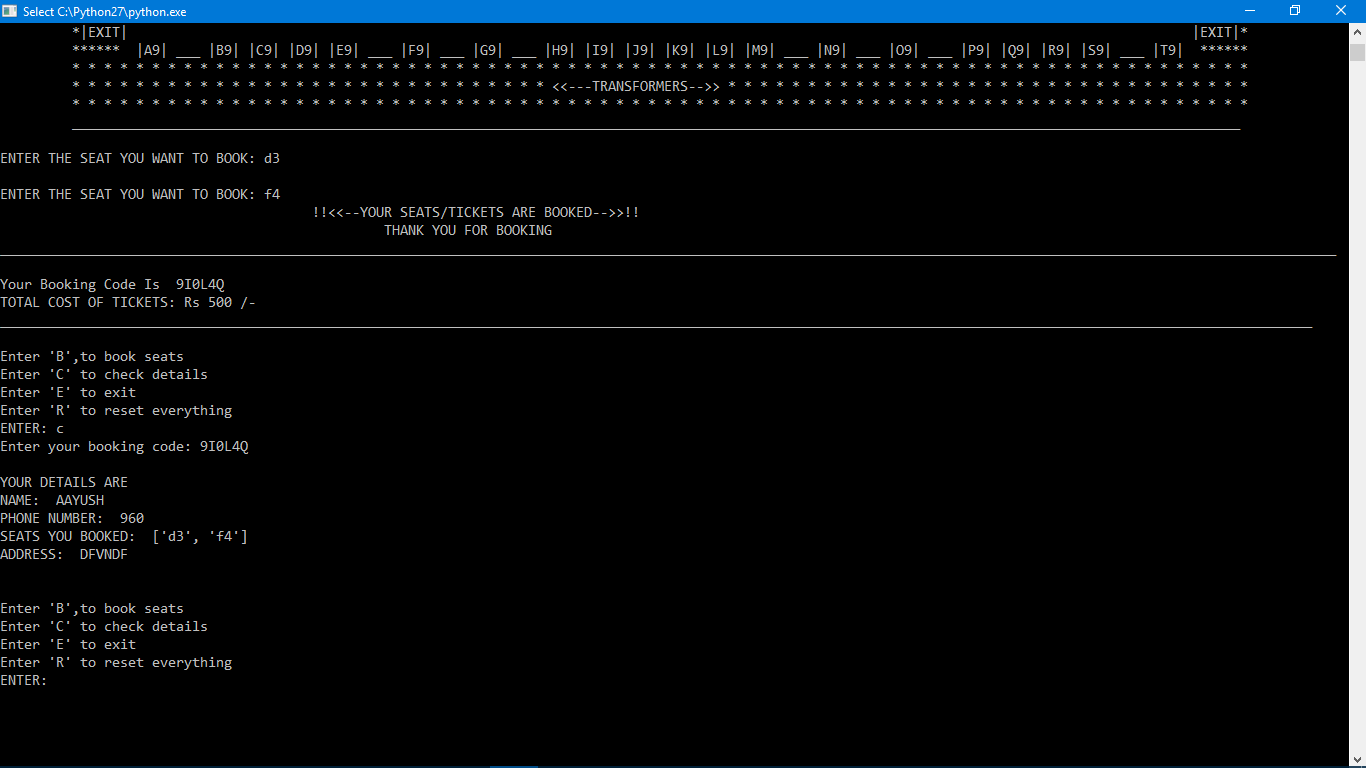 Select C:\Python27\python.exe
*|EXIT| |EXIT|*
****** |A9| ___ |B9| |C9| |D9| |E9| ___ |F9| ___ |G9| ___ |H9| |I9| |J9| |K9| |L9| |M9| ___ |N9| ___ |O9| ___ |P9| |Q9| |R9| |S9| ___ |T9| ******
* * * * * * * * * * * * * * * * * * * * * * * * * * * * * * * * * * * * * * * * * * * * * * * * * * * * * * * * * * * * * * * * * * * * * * * * * *
* * * * * * * * * * * * * * * * * * * * * * * * * * * * * * <<---TRANSFORMERS-->> * * * * * * * * * * * * * * * * * * * * * * * * * * * * * * * * *
* * * * * * * * * * * * * * * * * * * * * * * * * * * * * * * * * * * * * * * * * * * * * * * * * * * * * * * * * * * * * * * * * * * * * * * * * *
ENTER THE SEAT YOU WANT TO BOOK: d3
ENTER THE SEAT YOU WANT TO BOOK: f4
!!<<--YOUR SEATS/TICKETS ARE BOOKED-->>!!
THANK YOU FOR BOOKING
Your Booking Code Is  9I0L4Q
TOTAL COST OF TICKETS: Rs 500 /-
Enter 'B',to book seats
Enter 'C' to check details
Enter 'E' to exit
Enter 'R' to reset everything
ENTER: c
Enter your booking code: 9I0L4Q
YOUR DETAILS ARE
NAME:  AAYUSH
PHONE NUMBER:  960
SEATS YOU BOOKED:  ['d3', 'f4']
ADDRESS:  DFVNDF
Enter 'B',to book seats
Enter 'C' to check details
Enter 'E' to exit
Enter 'R' to reset everything
ENTER: